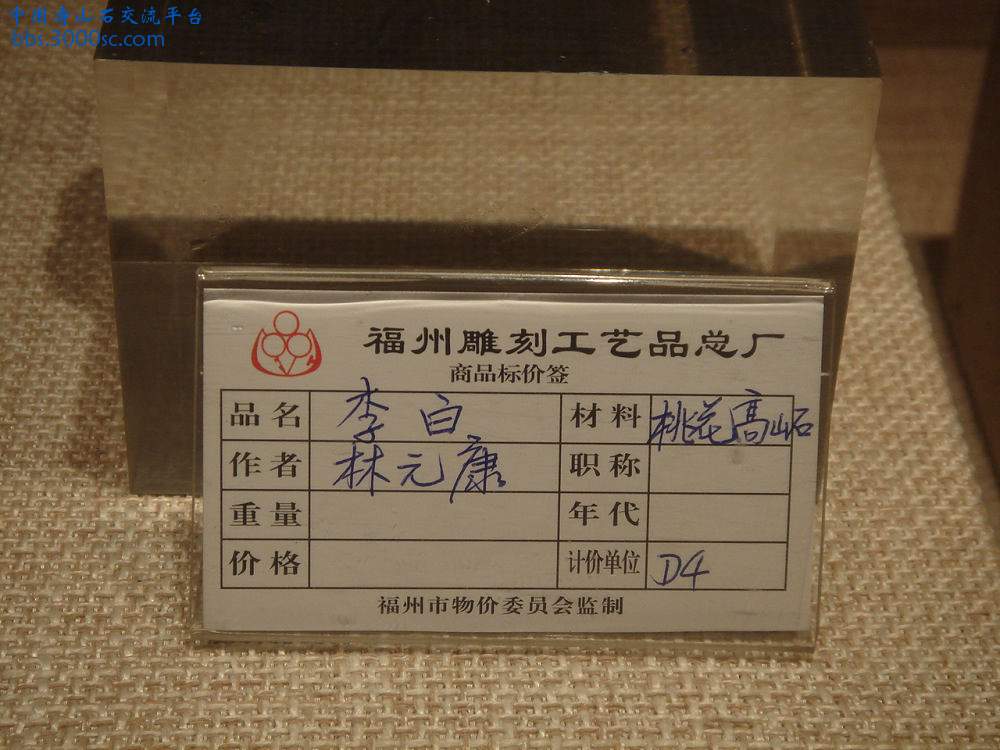 中国寿山石交流平台
bbs.3000sc.com
福州雕刻工艺品总厂
商品标价签
品名 李白 材料 桃花高山石
作者 林元康 职称
重量 年代
价格 计价单位 D4
福州市物价委员会监制